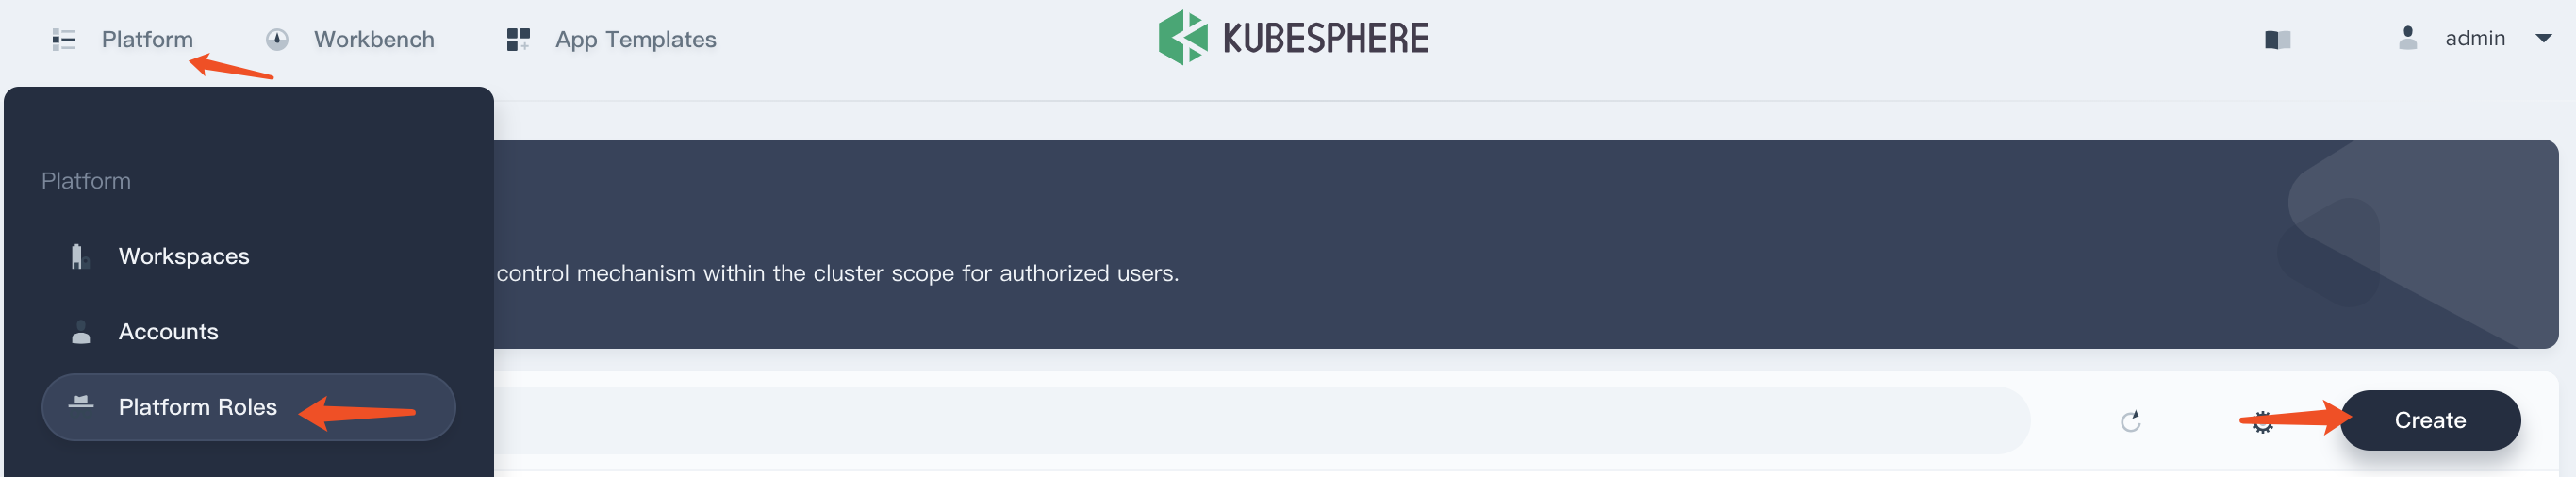 Platform
Workbench
App Templates
KUBESPHERE
admin
Platform
Workspaces
control mechanism within the cluster scope for authorized users.
Accounts
Platform Roles
Create